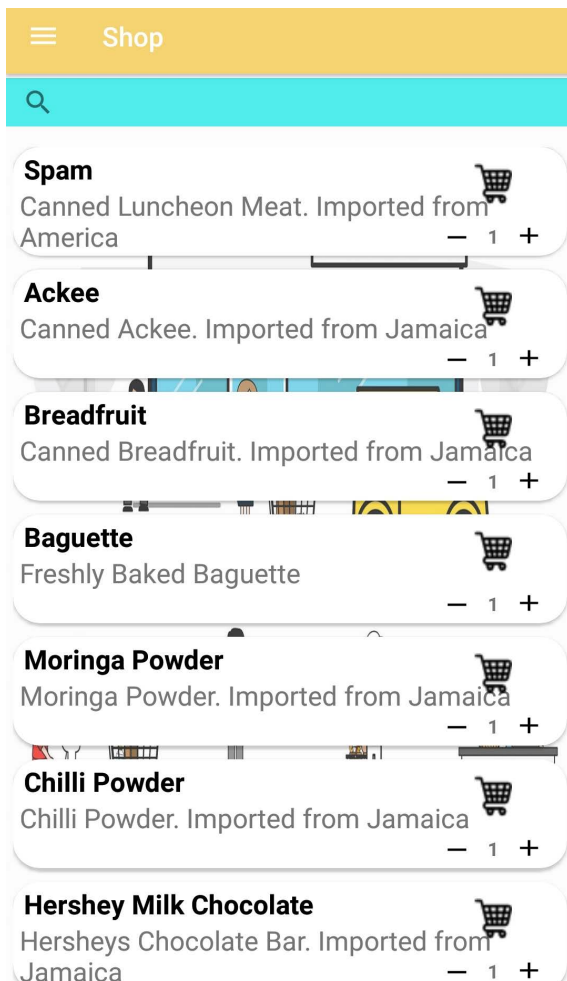 Shop
Spam
Canned Luncheon Meat. Imported from
America
− 1 +
Ackee
Canned Ackee. Imported from Jamaica
− 1 +
Breadfruit
Canned Breadfruit. Imported from Jamaica
− 1 +
Baguette
Freshly Baked Baguette
− 1 +
Moringa Powder
Moringa Powder. Imported from Jamaica
− 1 +
Chilli Powder
Chilli Powder. Imported from Jamaica
− 1 +
Hershey Milk Chocolate
Hersheys Chocolate Bar. Imported from
Jamaica
− 1 +